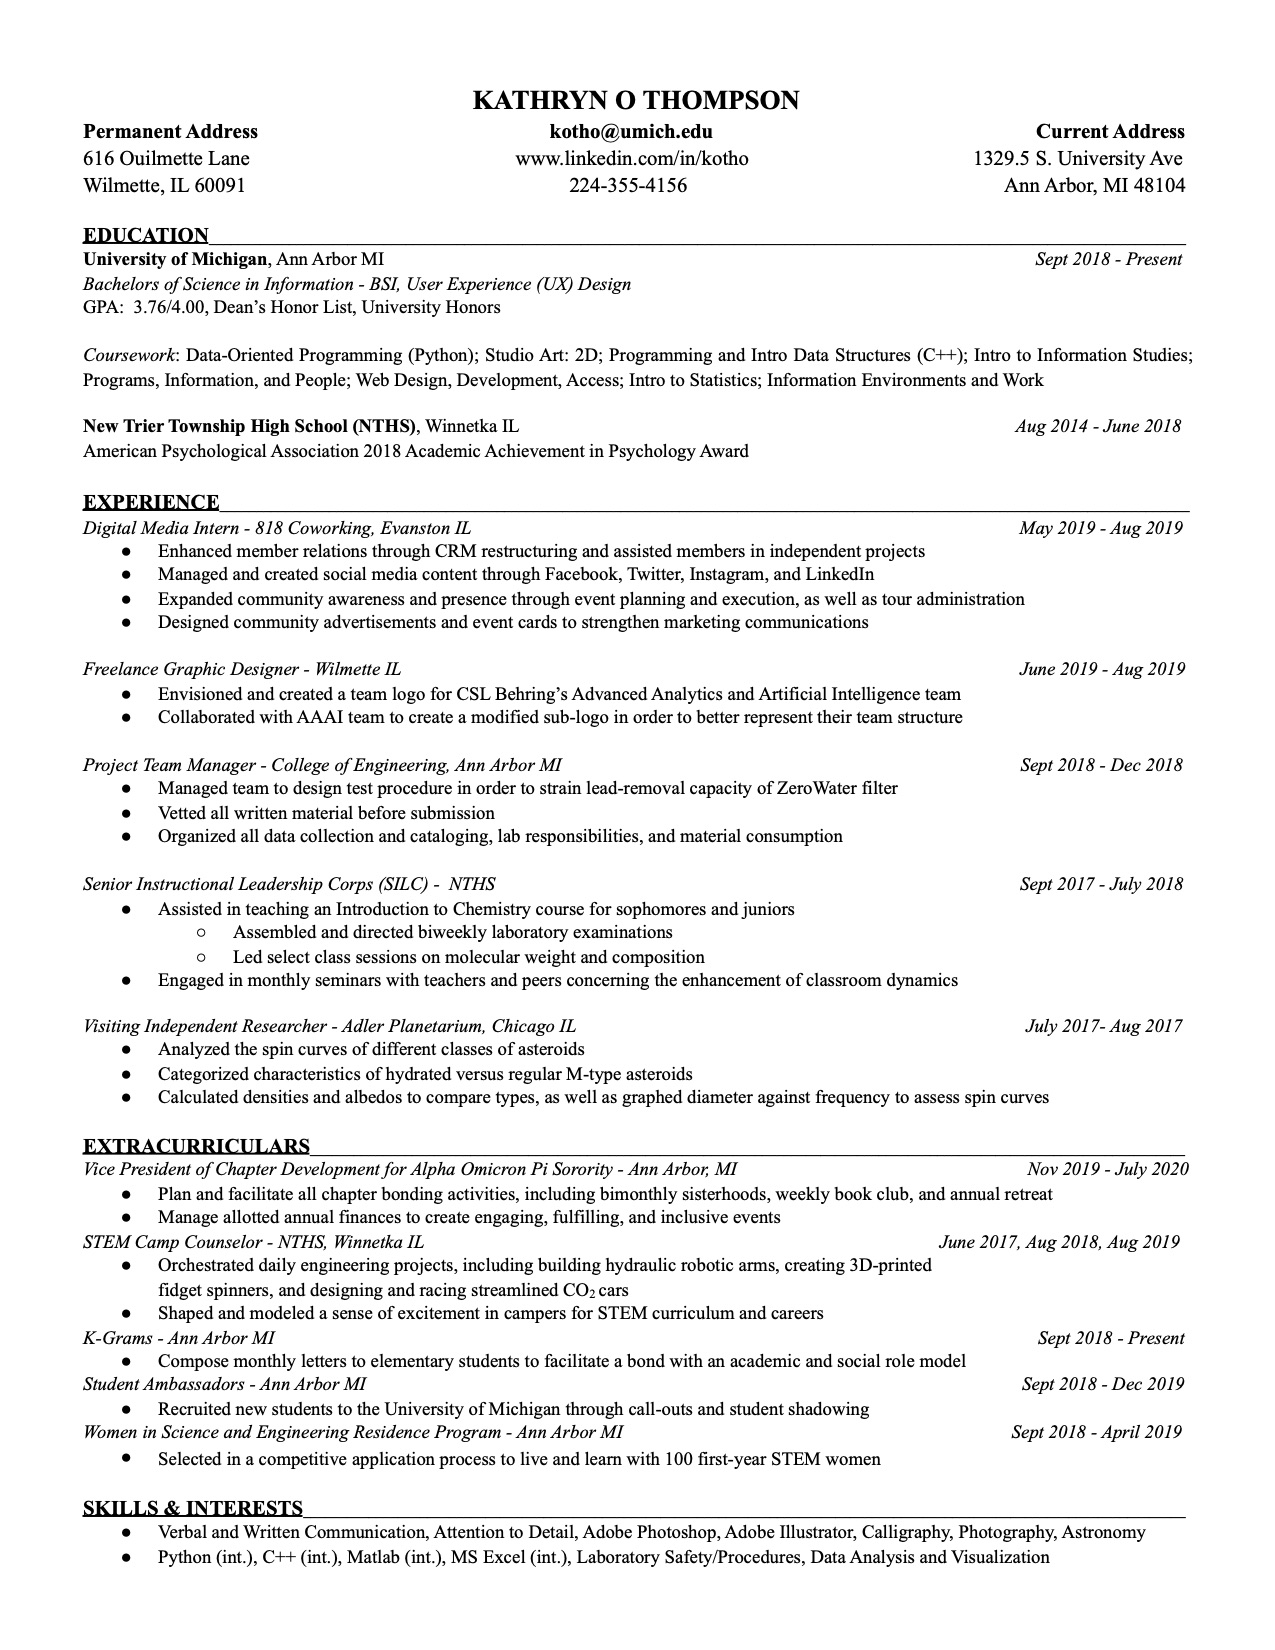 KATHRYN O THOMPSON
Permanent Address kotho@umich.edu Current Address
616 Ouilmette Lane www.linkedin.com/in/kotho 1329.5 S. University Ave
Wilmette, IL 60091 224-355-4156 Ann Arbor, MI 48104
EDUCATION
University of Michigan, Ann Arbor MI Sept 2018 - Present
Bachelors of Science in Information - BSI, User Experience (UX) Design
GPA: 3.76/4.00, Dean’s Honor List, University Honors
Coursework: Data-Oriented Programming (Python); Studio Art: 2D; Programming and Intro Data Structures (C++); Intro to Information Studies;
Programs, Information, and People; Web Design, Development, Access; Intro to Statistics; Information Environments and Work
New Trier Township High School (NTHS), Winnetka IL Aug 2014 - June 2018
American Psychological Association 2018 Academic Achievement in Psychology Award
EXPERIENCE
Digital Media Intern - 818 Coworking, Evanston IL May 2019 - Aug 2019
● Enhanced member relations through CRM restructuring and assisted members in independent projects
● Managed and created social media content through Facebook, Twitter, Instagram, and LinkedIn
● Expanded community awareness and presence through event planning and execution, as well as tour administration
● Designed community advertisements and event cards to strengthen marketing communications
Freelance Graphic Designer - Wilmette IL June 2019 - Aug 2019
● Envisioned and created a team logo for CSL Behring’s Advanced Analytics and Artificial Intelligence team
● Collaborated with AAAI team to create a modified sub-logo in order to better represent their team structure
Project Team Manager - College of Engineering, Ann Arbor MI Sept 2018 - Dec 2018
● Managed team to design test procedure in order to strain lead-removal capacity of ZeroWater filter
● Vetted all written material before submission
● Organized all data collection and cataloging, lab responsibilities, and material consumption
Senior Instructional Leadership Corps (SILC) - NTHS Sept 2017 - July 2018
● Assisted in teaching an Introduction to Chemistry course for sophomores and juniors
○ Assembled and directed biweekly laboratory examinations
○ Led select class sessions on molecular weight and composition
● Engaged in monthly seminars with teachers and peers concerning the enhancement of classroom dynamics
Visiting Independent Researcher - Adler Planetarium, Chicago IL July 2017- Aug 2017
● Analyzed the spin curves of different classes of asteroids
● Categorized characteristics of hydrated versus regular M-type asteroids
● Calculated densities and albedos to compare types, as well as graphed diameter against frequency to assess spin curves
EXTRACURRICULARS
Vice President of Chapter Development for Alpha Omicron Pi Sorority - Ann Arbor, MI Nov 2019 - July 2020
● Plan and facilitate all chapter bonding activities, including bimonthly sisterhoods, weekly book club, and annual retreat
● Manage allotted annual finances to create engaging, fulfilling, and inclusive events
STEM Camp Counselor - NTHS, Winnetka IL June 2017, Aug 2018, Aug 2019
● Orchestrated daily engineering projects, including building hydraulic robotic arms, creating 3D-printed
fidget spinners, and designing and racing streamlined CO₂ cars
● Shaped and modeled a sense of excitement in campers for STEM curriculum and careers
K-Grams - Ann Arbor MI Sept 2018 - Present
● Compose monthly letters to elementary students to facilitate a bond with an academic and social role model
Student Ambassadors - Ann Arbor MI Sept 2018 - Dec 2019
● Recruited new students to the University of Michigan through call-outs and student shadowing
Women in Science and Engineering Residence Program - Ann Arbor MI Sept 2018 - April 2019
● Selected in a competitive application process to live and learn with 100 first-year STEM women
SKILLS & INTERESTS
● Verbal and Written Communication, Attention to Detail, Adobe Photoshop, Adobe Illustrator, Calligraphy, Photography, Astronomy
● Python (int.), C++ (int.), Matlab (int.), MS Excel (int.), Laboratory Safety/Procedures, Data Analysis and Visualization